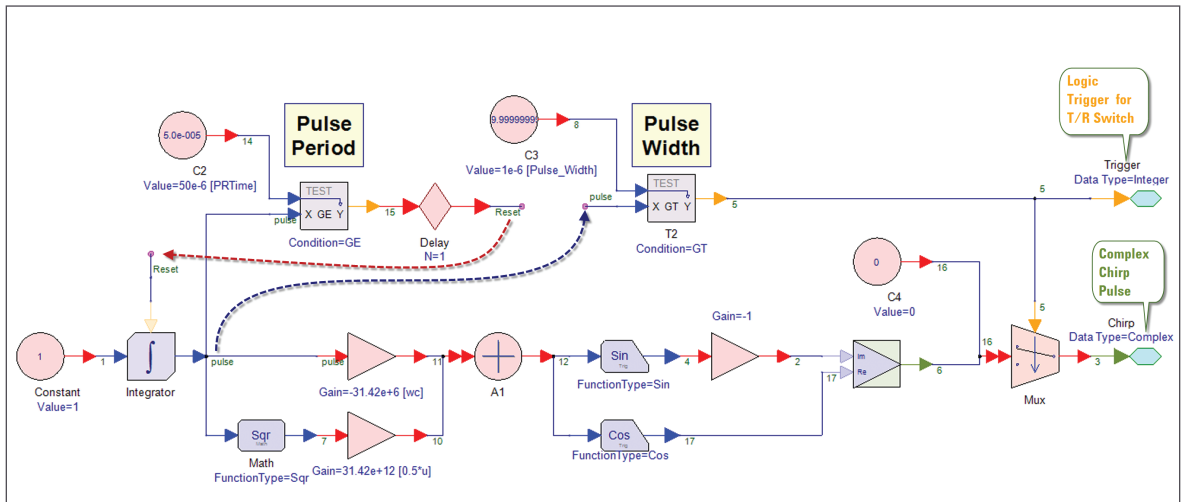 Logic
Trigger for
T/R Switch
Pulse
Period
Pulse
Width
5.0e-005
14
C2
Value=50e-6 [PRTime]
9.99999999
8
C3
Value=1e-6 [Pulse_Width]
TEST
X GE Y
pulse
Condition=GE
15
Delay
N=1
Reset
pulse
TEST
X GT Y
T2
Condition=GT
5
5
Trigger
Data Type=Integer
Reset
0
16
C4
Value=0
Complex
Chirp
Pulse
Chirp
Data Type=Complex
1
1
Constant
Value=1
∫
Integrator
pulse
pulse
Gain=-31.42e+6 [wc]
11
A1
12
Sin
Trig
FunctionType=Sin
4
Gain=-1
2
Im
Re
17
6
16
5
Mux
3
Sqr
Math
Math
FunctionType=Sqr
7
Gain=31.42e+12 [0.5*u]
10
Cos
Trig
FunctionType=Cos
17